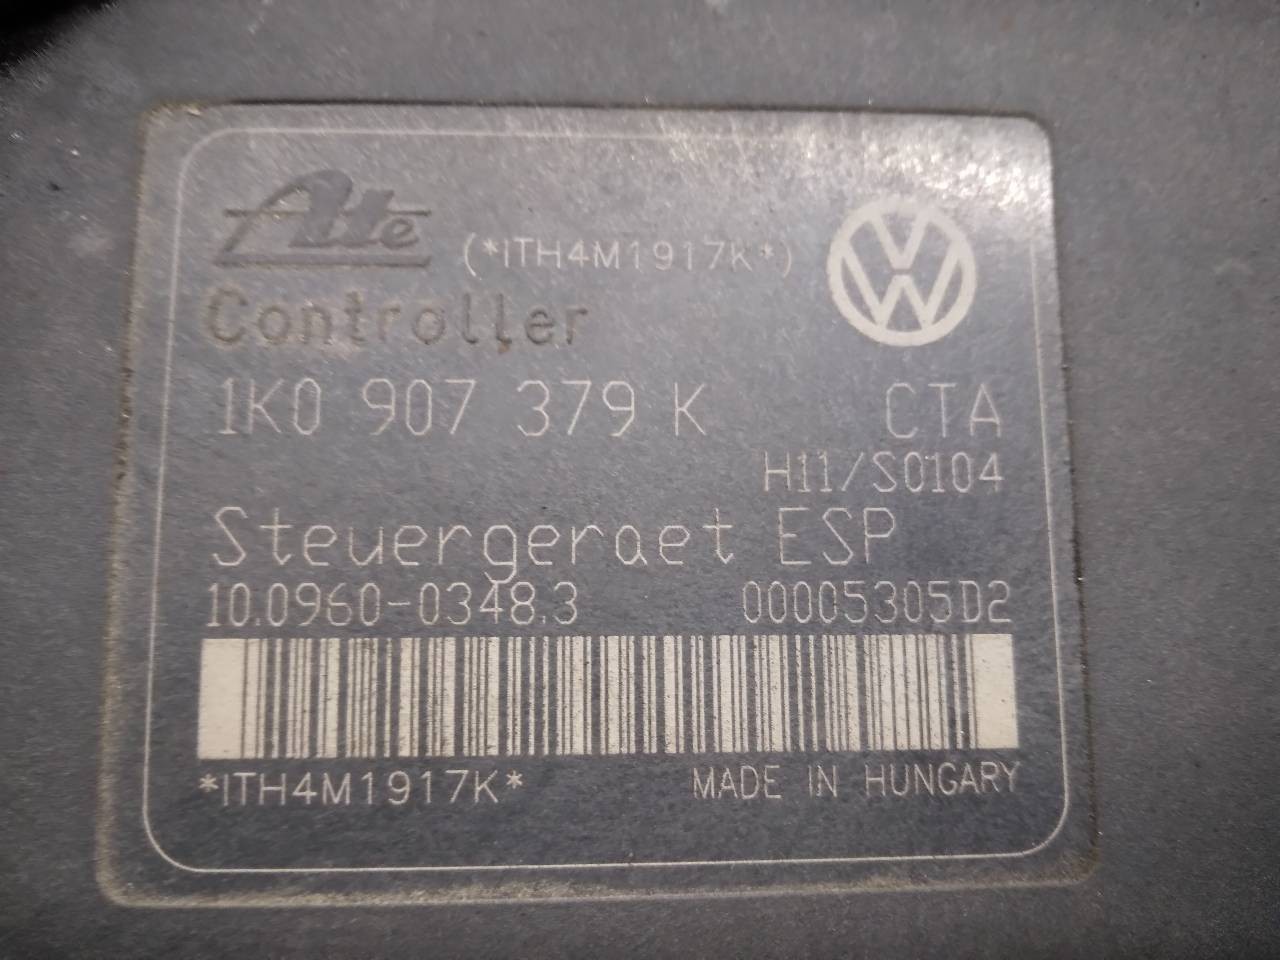 Ate
(*ITH4M1917K*)
Controller
1K0 907 379 K CTA
H11/S0104
Steuergeraet ESP
10.0960-0348.3 00005305D2
*ITH4M1917K* MADE IN HUNGARY